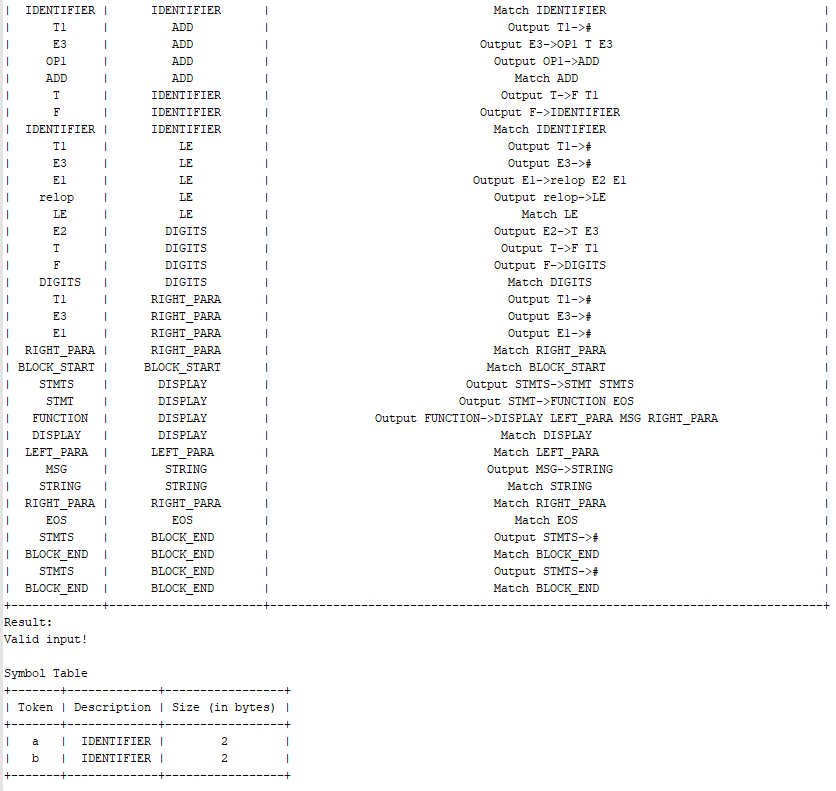 | IDENTIFIER | IDENTIFIER | Match IDENTIFIER |
| T1 | ADD | Output T1-># |
| E3 | ADD | Output E3->OP1 T E3 |
| OP1 | ADD | Output OP1->ADD |
| ADD | ADD | Match ADD |
| T | IDENTIFIER | Output T->F T1 |
| F | IDENTIFIER | Output F->IDENTIFIER |
| IDENTIFIER | IDENTIFIER | Match IDENTIFIER |
| T1 | LE | Output T1-># |
| E3 | LE | Output E3-># |
| E1 | LE | Output E1->relop E2 E1 |
| relop | LE | Output relop->LE |
| LE | LE | Match LE |
| E2 | DIGITS | Output E2->T E3 |
| T | DIGITS | Output T->F T1 |
| F | DIGITS | Output F->DIGITS |
| DIGITS | DIGITS | Match DIGITS |
| T1 | RIGHT_PARA | Output T1-># |
| E3 | RIGHT_PARA | Output E3-># |
| E1 | RIGHT_PARA | Output E1-># |
| RIGHT_PARA | RIGHT_PARA | Match RIGHT_PARA |
| BLOCK_START | BLOCK_START | Match BLOCK_START |
| STMTS | DISPLAY | Output STMTS->STMT STMTS |
| STMT | DISPLAY | Output STMT->FUNCTION EOS |
| FUNCTION | DISPLAY | Output FUNCTION->DISPLAY LEFT_PARA MSG RIGHT_PARA |
| DISPLAY | DISPLAY | Match DISPLAY |
| LEFT_PARA | LEFT_PARA | Match LEFT_PARA |
| MSG | STRING | Output MSG->STRING |
| STRING | STRING | Match STRING |
| RIGHT_PARA | RIGHT_PARA | Match RIGHT_PARA |
| EOS | EOS | Match EOS |
| STMTS | BLOCK_END | Output STMTS-># |
| BLOCK_END | BLOCK_END | Match BLOCK_END |
| STMTS | BLOCK_END | Output STMTS-># |
| BLOCK_END | BLOCK_END | Match BLOCK_END |
Result:
Valid input!
Symbol Table
| Token | Description | Size (in bytes) |
| a | IDENTIFIER | 2 |
| b | IDENTIFIER | 2 |